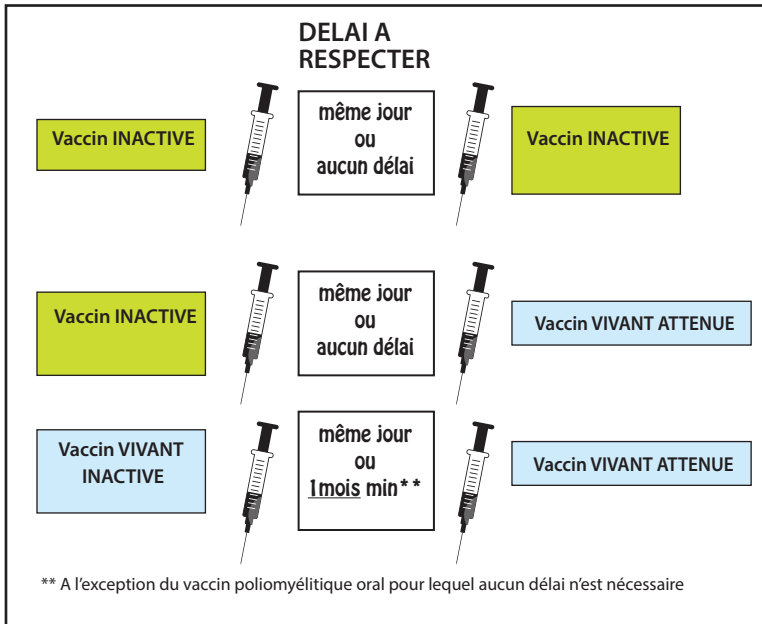 DELAI A
RESPECTER
Vaccin INACTIVE
même jour
ou
aucun délai
Vaccin INACTIVE
Vaccin INACTIVE
même jour
ou
aucun délai
Vaccin VIVANT ATTENUE
Vaccin VIVANT
INACTIVE
même jour
ou
1mois min**
Vaccin VIVANT ATTENUE
** A l'exception du vaccin poliomyélitique oral pour lequel aucun délai n'est nécessaire